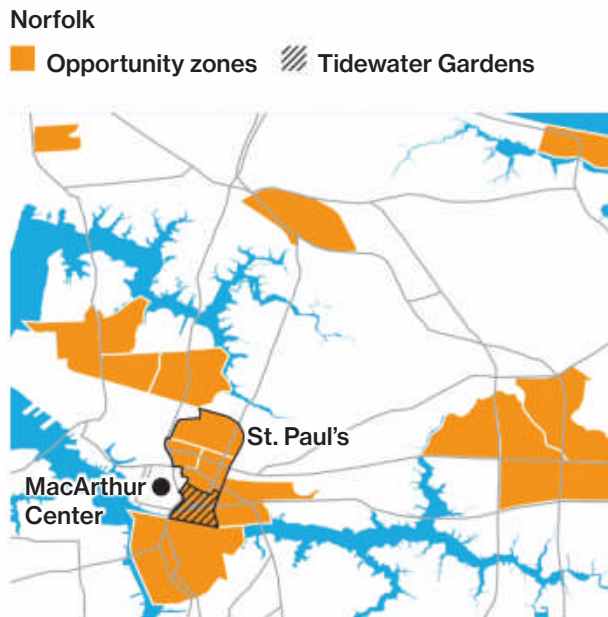 Norfolk
Opportunity zones Tidewater Gardens
St. Paul's
MacArthur
Center